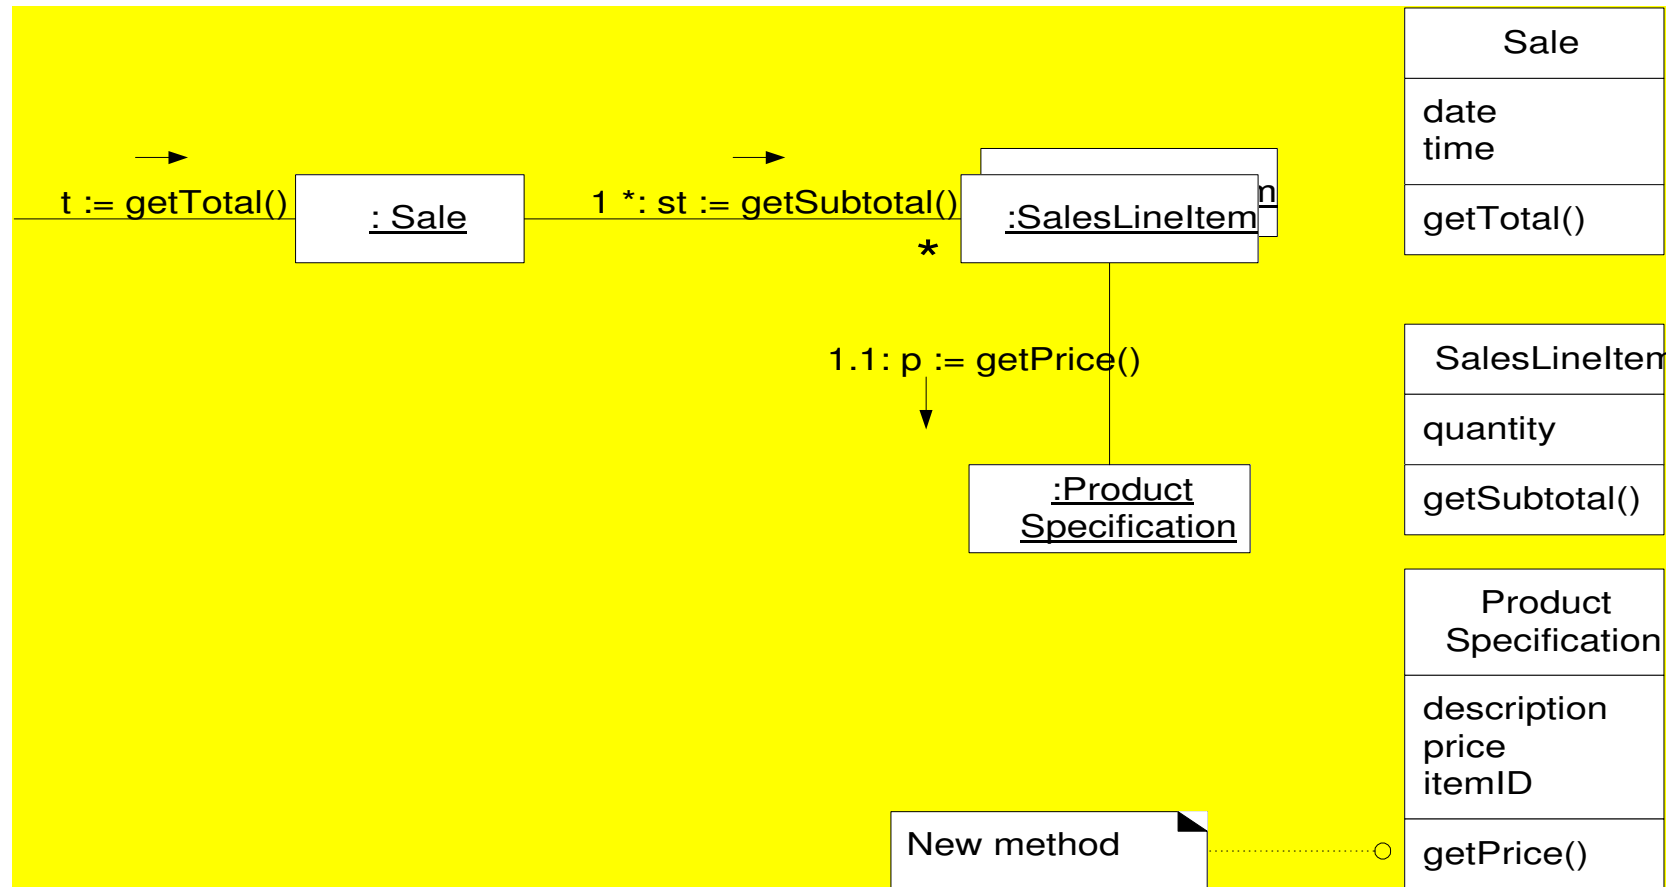 t := getTotal()
: Sale
1 *: st := getSubtotal()
:SalesLineItem
m
*
1.1: p := getPrice()
:Product
Specification
New method
Sale
date
time
getTotal()
SalesLineItem
quantity
getSubtotal()
Product
Specification
description
price
itemID
getPrice()